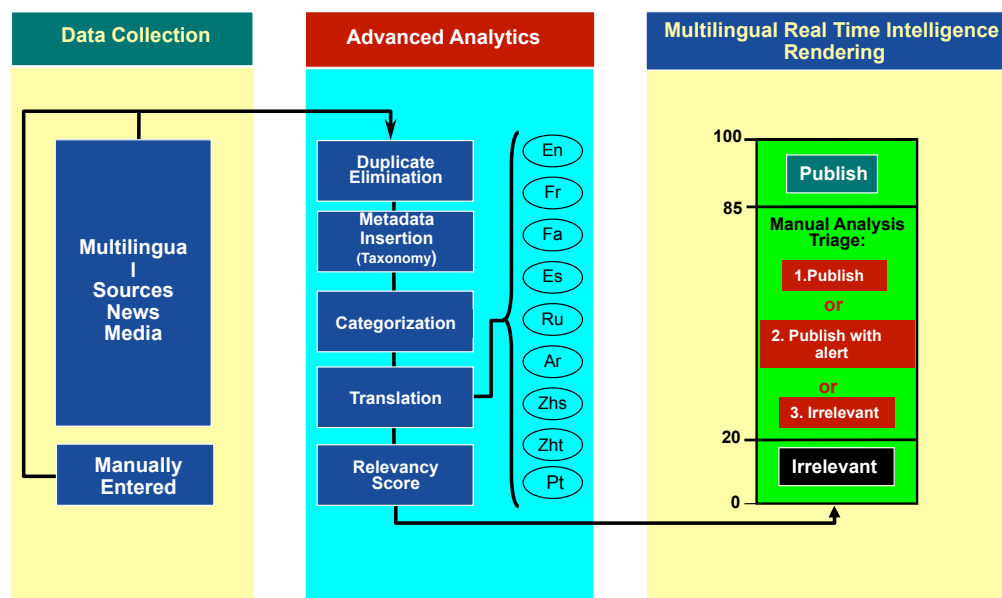 Data Collection
Multilingua
l
Sources
News
Media
Manually
Entered
Advanced Analytics
Duplicate
Elimination
Metadata
Insertion
(Taxonomy)
Categorization
Translation
Relevancy
Score
En
Fr
Fa
Es
Ru
Ar
Zhs
Zht
Pt
Multilingual Real Time Intelligence
Rendering
100
Publish
85
Manual Analysis
Triage:
1.Publish
or
2. Publish with
alert
or
3. Irrelevant
20
Irrelevant
0